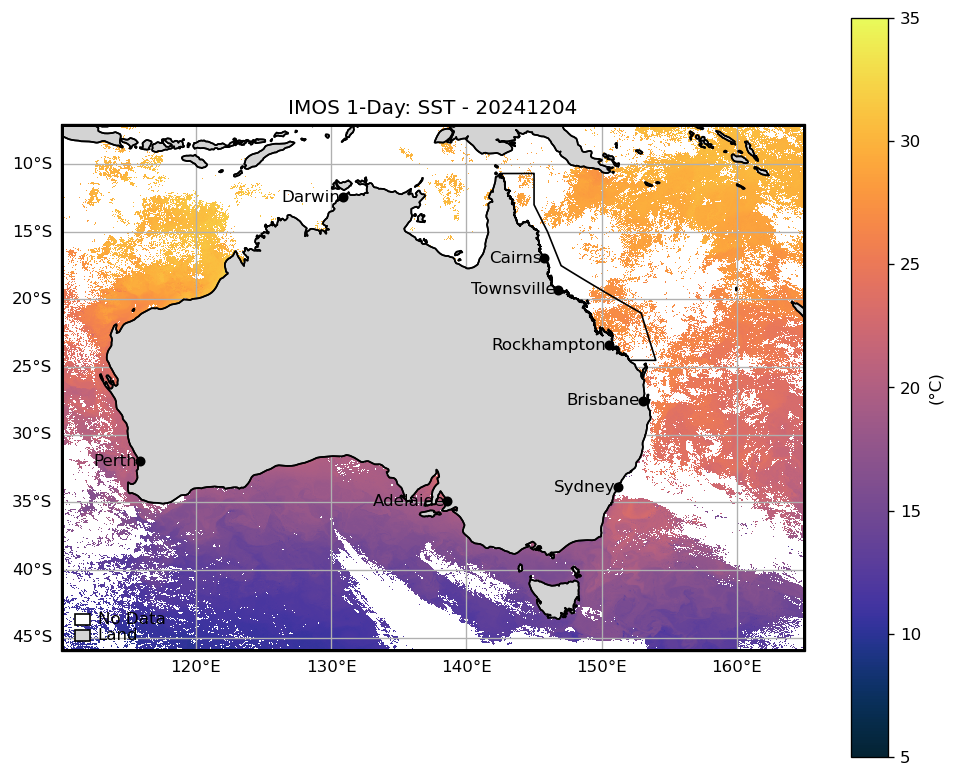 IMOS 1-Day: SST - 20241204
35
30
25
20
15
10
5
(°C)
10°S
15°S
20°S
25°S
30°S
35°S
40°S
45°S
Darwin
Cairns
Townsville
Rockhampton
Brisbane
Perth
Sydney
Adelaide
No Data
Land
120°E
130°E
140°E
150°E
160°E